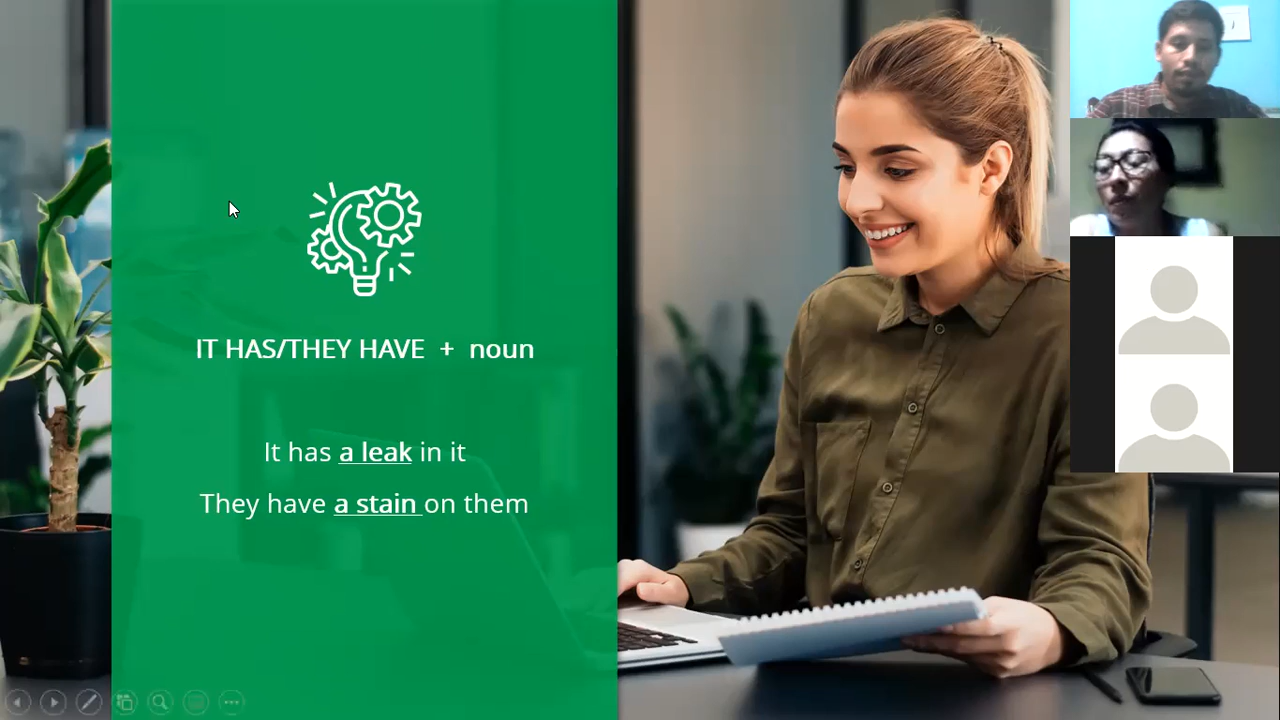 IT HAS/THEY HAVE + noun
It has a leak in it
They have a stain on them